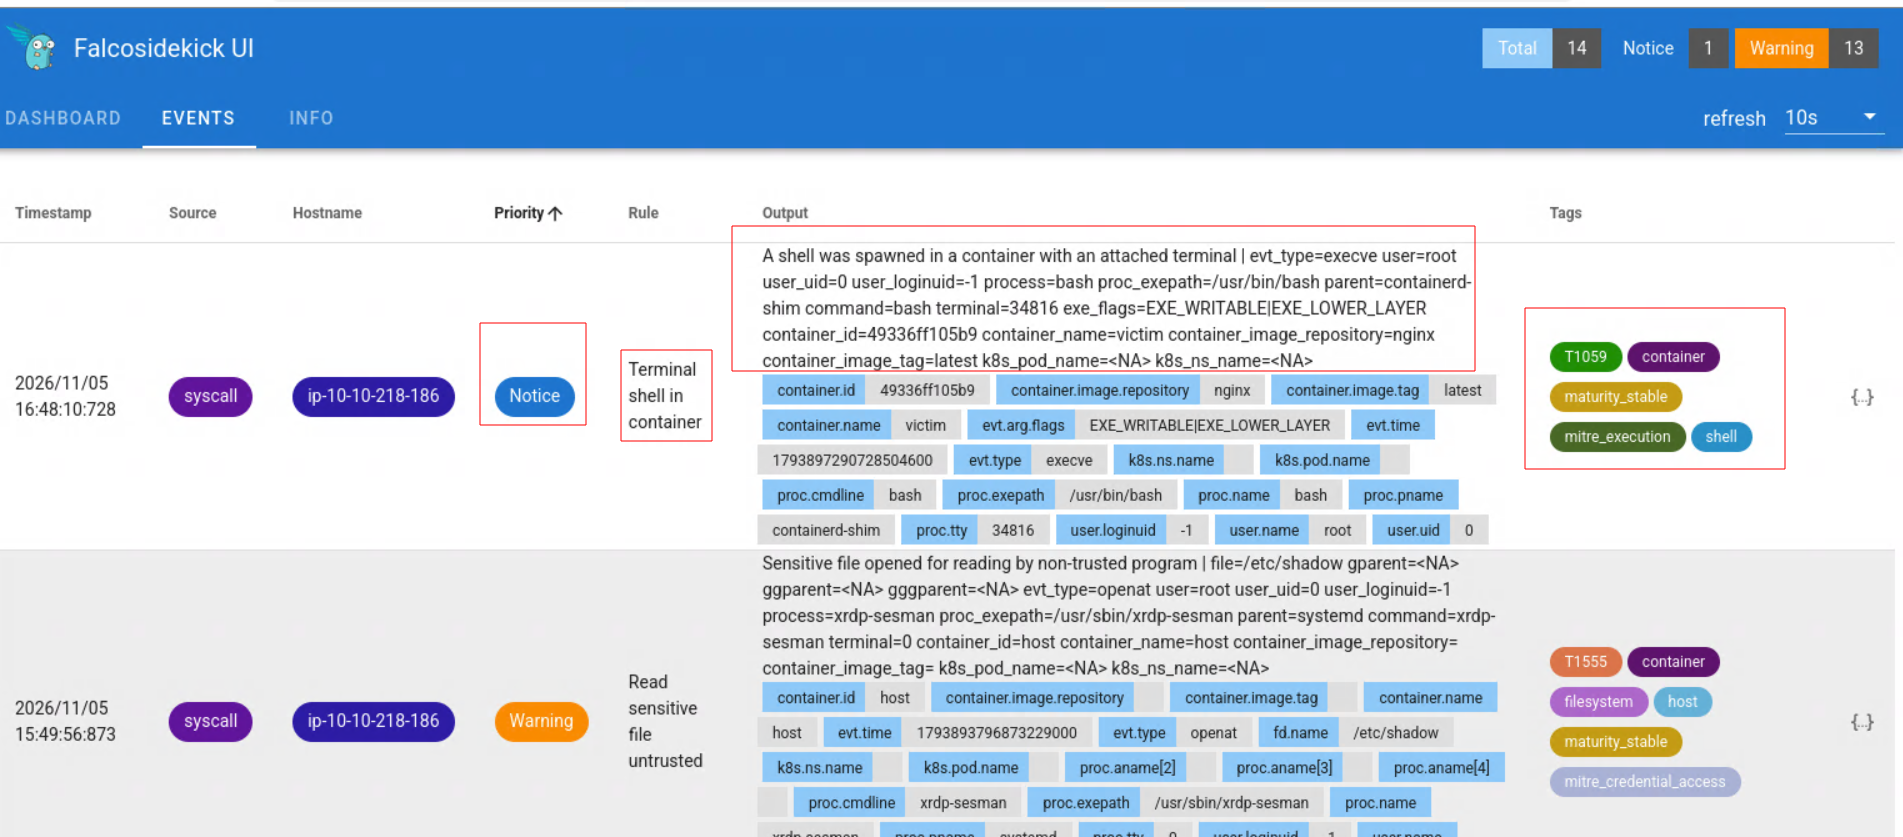 Falcosidekick UI
Total 14 Notice 1 Warning 13
DASHBOARD EVENTS INFO
refresh 10s
Timestamp Source Hostname Priority Rule Output Tags
2026/11/05
16:48:10:728
syscall
ip-10-10-218-186
Notice
Terminal
shell in
container
A shell was spawned in a container with an attached terminal | evt_type=execve user=root
user_uid=0 user_loginuid=-1 process=bash proc_exepath=/usr/bin/bash parent=containerd-
shim command=bash terminal=34816 exe_flags=EXE_WRITABLE|EXE_LOWER_LAYER
container_id=49336ff105b9 container_name=victim container_image_repository=nginx
container_image_tag=latest k8s_pod_name=<NA> k8s_ns_name=<NA>
container.id 49336ff105b9 container.image.repository nginx container.image.tag latest
container.name victim evt.arg.flags EXE_WRITABLE|EXE_LOWER_LAYER evt.time
1793897290728504600 evt.type execve k8s.ns.name k8s.pod.name
proc.cmdline bash proc.exepath /usr/bin/bash proc.name bash proc.pname
containerd-shim proc.tty 34816 user.loginuid -1 user.name root user.uid 0
T1059 container
maturity_stable
mitre_execution shell
{...}
2026/11/05
15:49:56:873
syscall
ip-10-10-218-186
Warning
Read
sensitive
file
untrusted
Sensitive file opened for reading by non-trusted program | file=/etc/shadow gparent=<NA>
ggparent=<NA> gggparent=<NA> evt_type=openat user=root user_uid=0 user_loginuid=-1
process=xrdp-sesman proc_exepath=/usr/sbin/xrdp-sesman parent=systemd command=xrdp-
sesman terminal=0 container_id=host container_name=host container_image_repository=
container_image_tag= k8s_pod_name=<NA> k8s_ns_name=<NA>
container.id host container.image.repository container.image.tag container.name
host evt.time 1793893796873229000 evt.type openat fd.name /etc/shadow
k8s.ns.name k8s.pod.name proc.aname[2] proc.aname[3] proc.aname[4]
proc.cmdline xrdp-sesman proc.exepath /usr/sbin/xrdp-sesman proc.name
xrdp-sesman proc.pname systemd proc.tty 0 user.loginuid -1 user.name
T1555 container
filesystem host
maturity_stable
mitre_credential_access
{...}